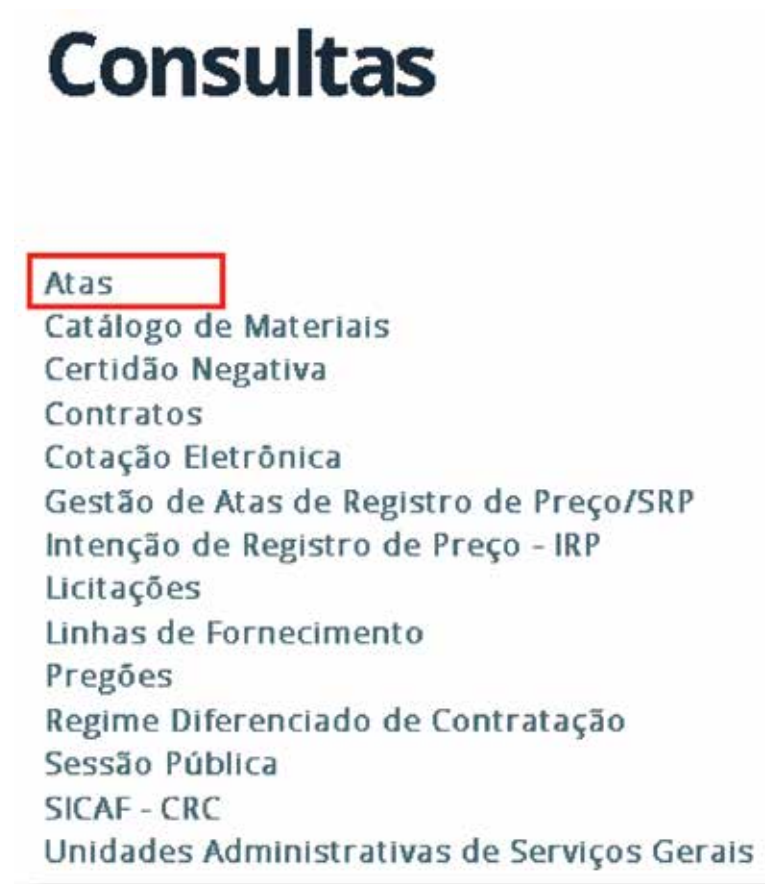 Consultas
Atas
Catálogo de Materiais
Certidão Negativa
Contratos
Cotação Eletrônica
Gestão de Atas de Registro de Preço/SRP
Intenção de Registro de Preço - IRP
Licitações
Linhas de Fornecimento
Pregões
Regime Diferenciado de Contratação
Sessão Pública
SICAF - CRC
Unidades Administrativas de Serviços Gerais